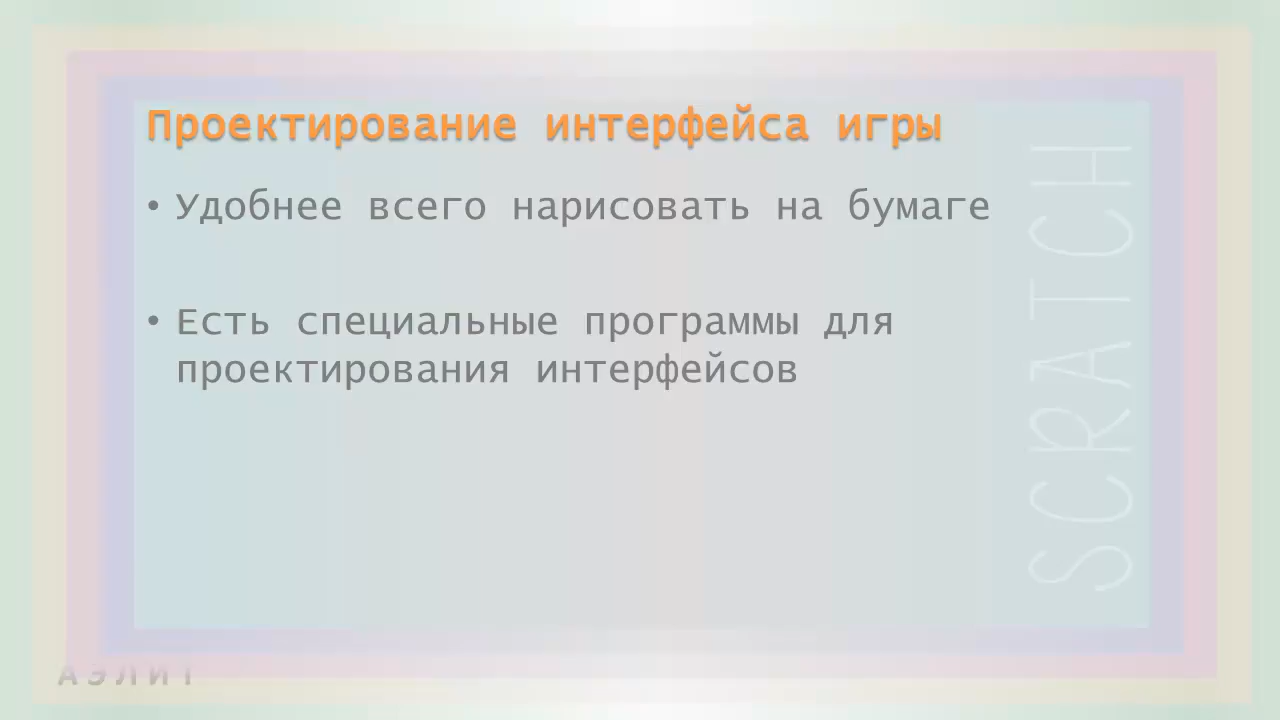 Проектирование интерфейса игры
• Удобнее всего нарисовать на бумаге
• Есть специальные программы для
проектирования интерфейсов
SCRATCH